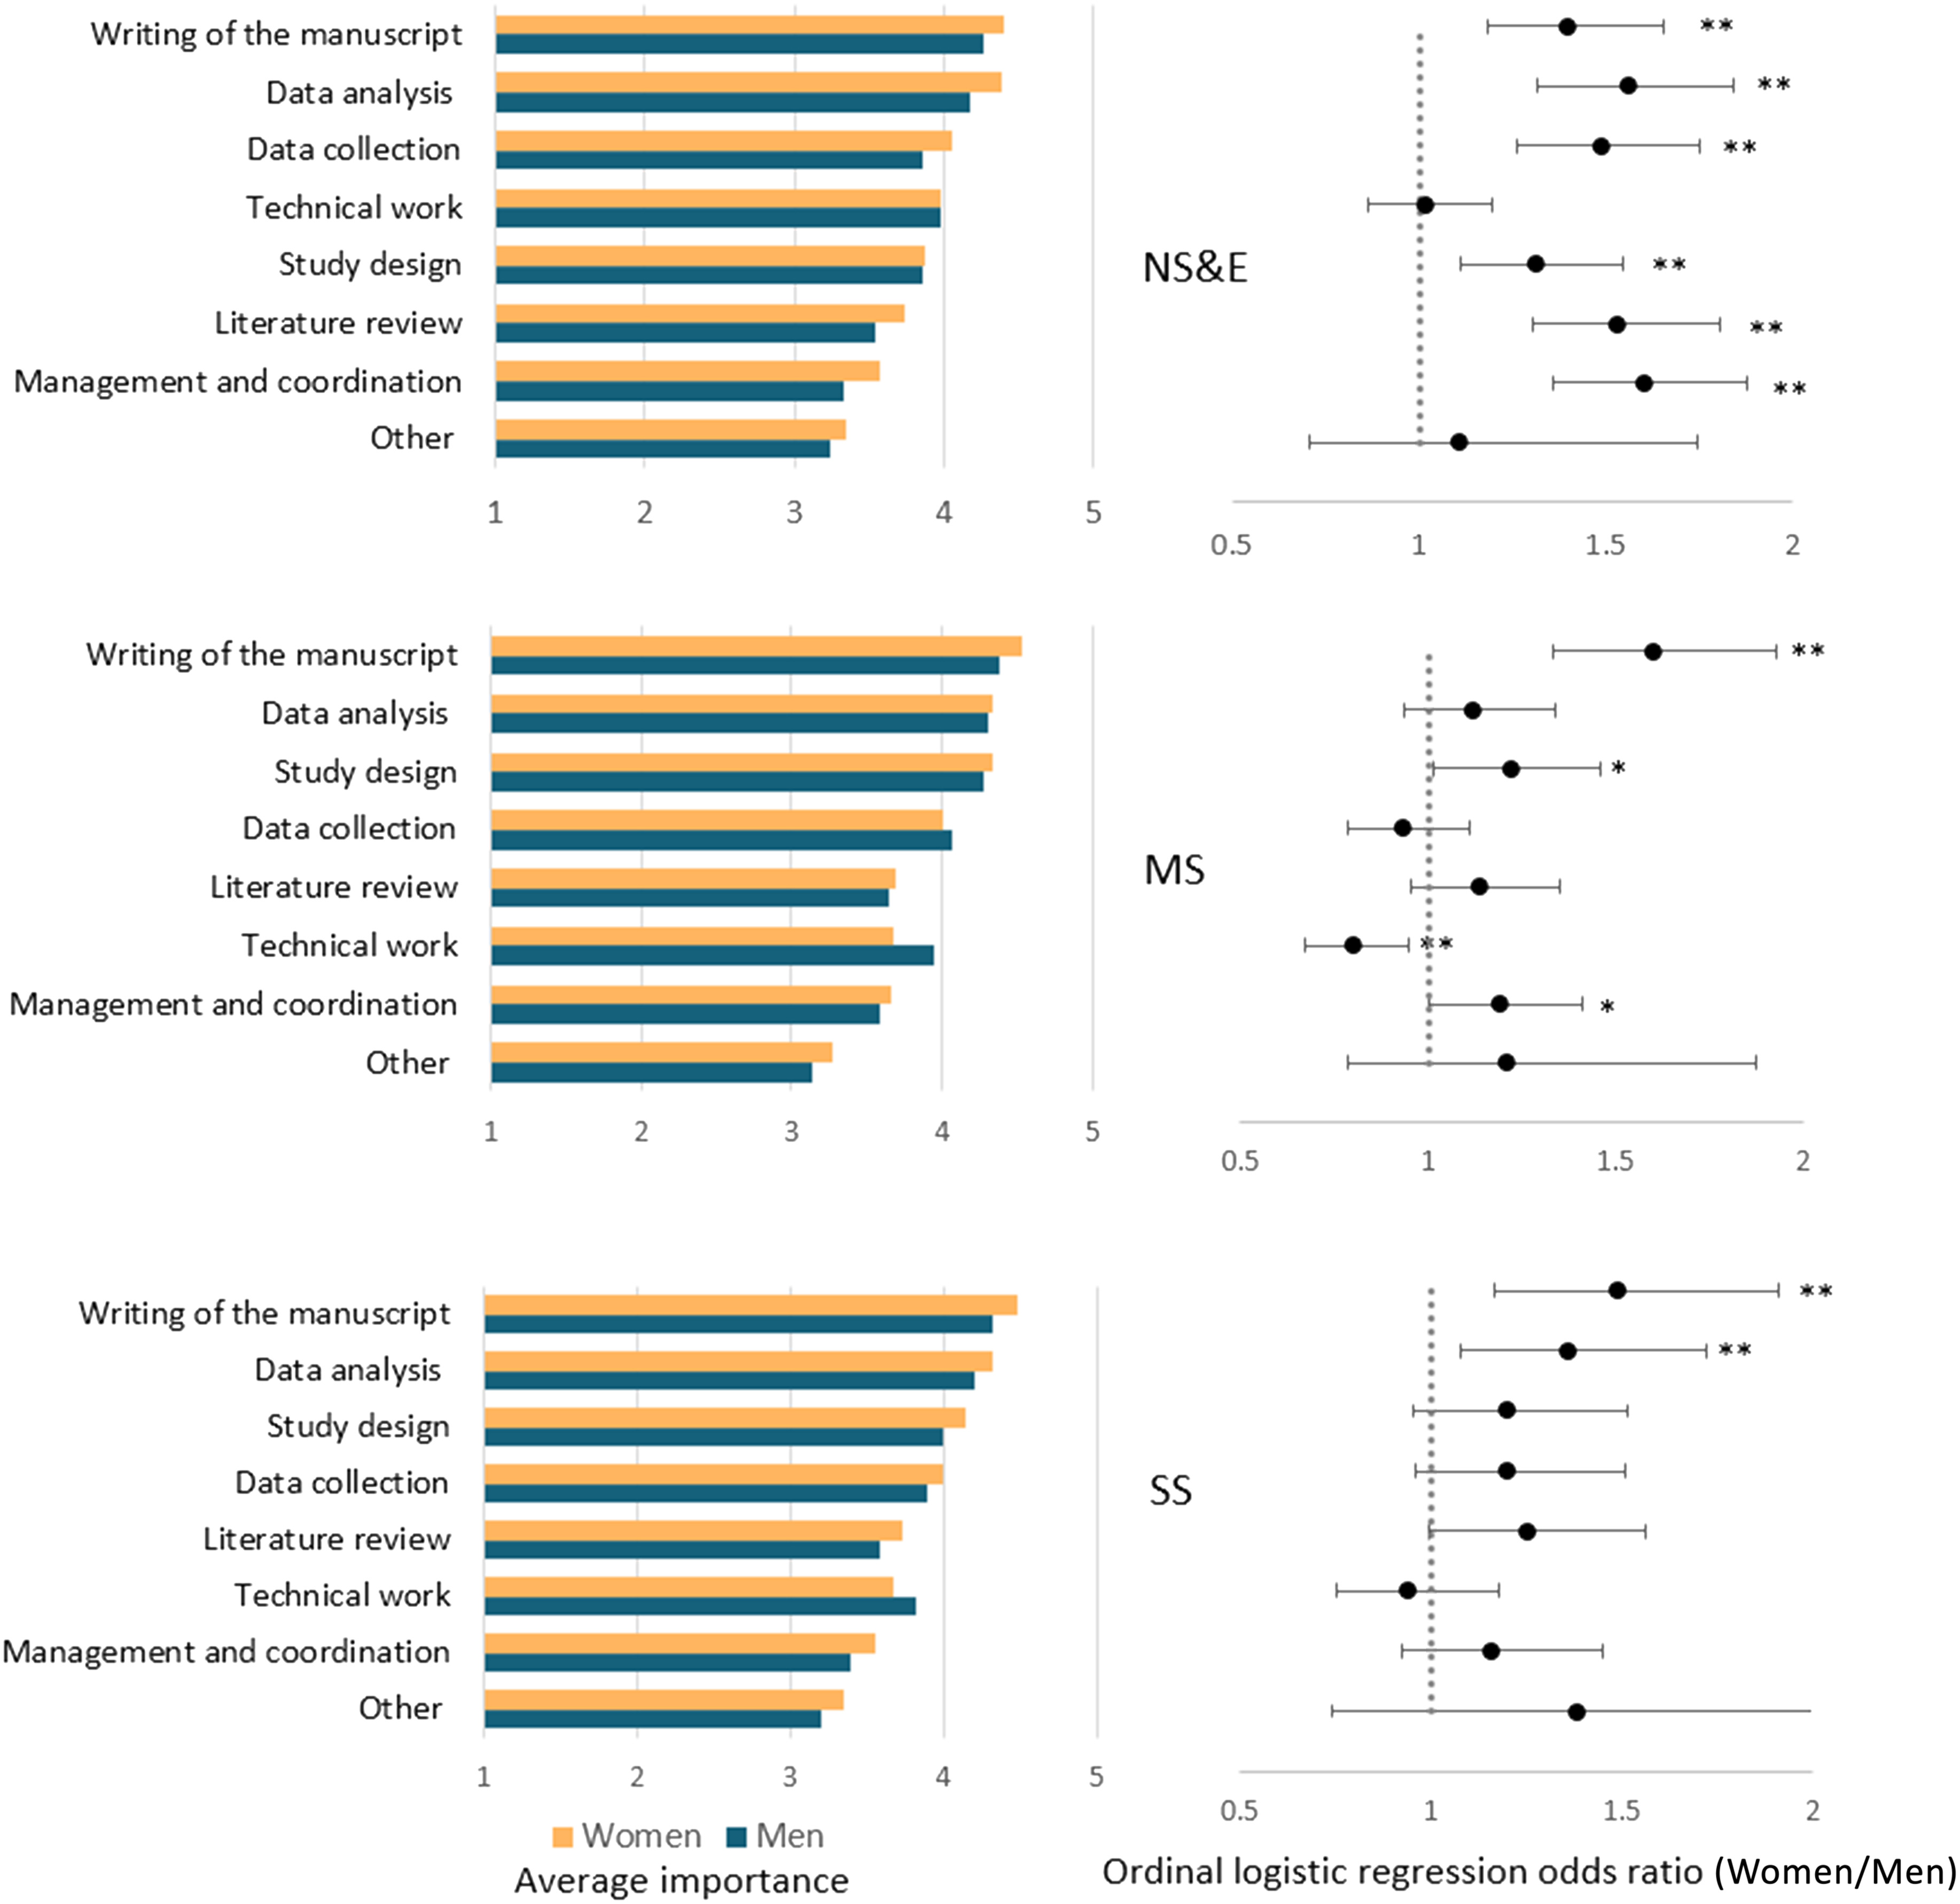 Writing of the manuscript
**
Data analysis
**
Data collection
**
Technical work
Study design
**
NS&E
Literature review
**
Management and coordination
**
Other
1 2 3 4 5
0.5 1 1.5 2
Writing of the manuscript
**
Data analysis
Study design
*
Data collection
MS
Literature review
Technical work
**
Management and coordination
*
Other
1 2 3 4 5
0.5 1 1.5 2
Writing of the manuscript
**
Data analysis
**
Study design
Data collection
SS
Literature review
Technical work
Management and coordination
Other
1 2 3 4 5
0.5 1 1.5 2
Women Men
Average importance
Ordinal logistic regression odds ratio (Women/Men)